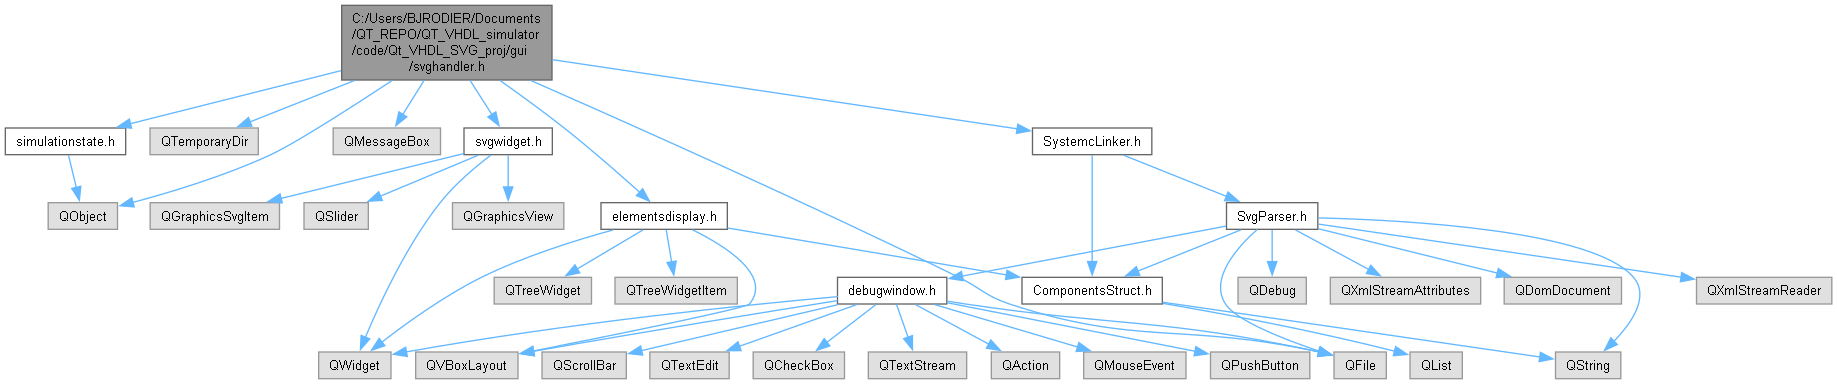 C:/Users/BJRODIER/Documents
/QT_REPO/QT_VHDL_simulator
/code/Qt_VHDL_SVG_proj/gui
/svghandler.h
simulationstate.h
QTemporaryDir
QMessageBox
svgwidget.h
SystemcLinker.h
QObject
QGraphicsSvgItem
QSlider
QGraphicsView
elementsdisplay.h
SvgParser.h
QTreeWidget
QTreeWidgetItem
debugwindow.h
ComponentsStruct.h
QDebug
QXmlStreamAttributes
QDomDocument
QXmlStreamReader
QWidget
QVBoxLayout
QScrollBar
QTextEdit
QCheckBox
QTextStream
QAction
QMouseEvent
QPushButton
QFile
QList
QString